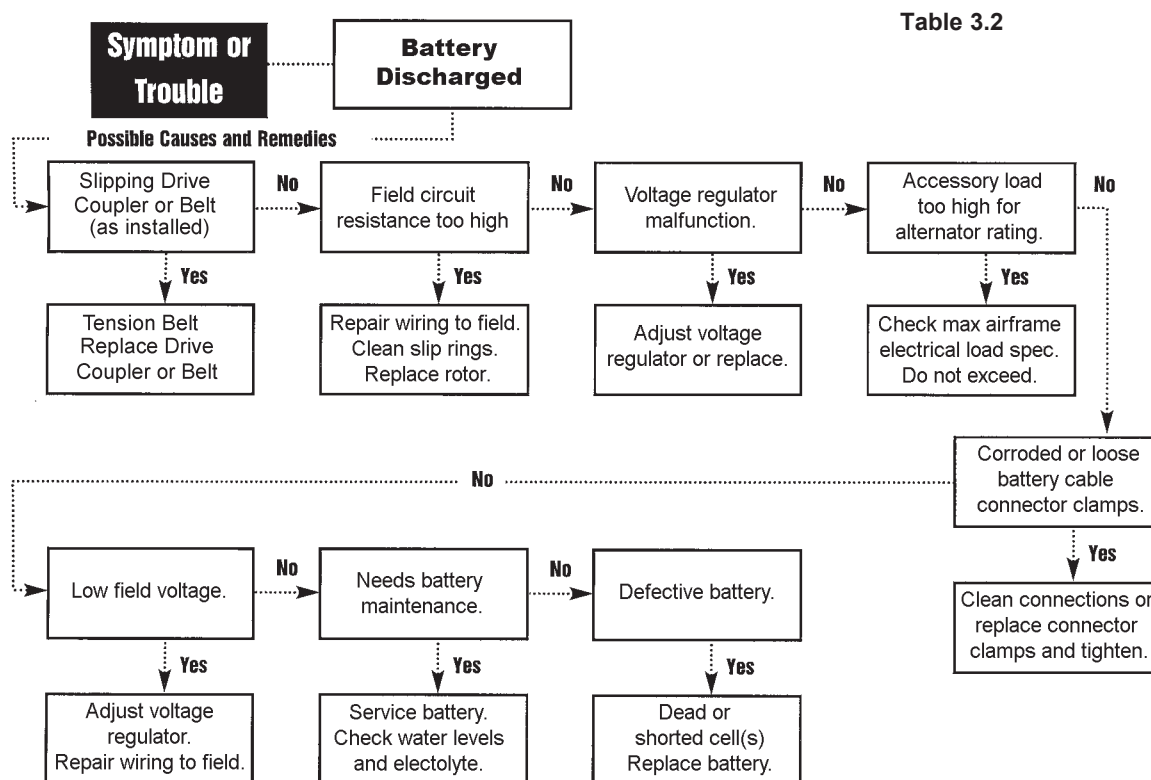 Table 3.2
Symptom or
Trouble
Battery
Discharged
Possible Causes and Remedies
Slipping Drive
Coupler or Belt
(as installed)
No
Field circuit
resistance too high
No
Voltage regulator
malfunction.
No
Accessory load
too high for
alternator rating.
No
Yes
Tension Belt
Replace Drive
Coupler or Belt
Yes
Repair wiring to field.
Clean slip rings.
Replace rotor.
Yes
Adjust voltage
regulator or replace.
Yes
Check max airframe
electrical load spec.
Do not exceed.
Corroded or loose
battery cable
connector clamps.
No
Yes
Clean connections or
replace connector
clamps and tighten.
Low field voltage.
No
Needs battery
maintenance.
No
Defective battery.
Yes
Adjust voltage
regulator.
Repair wiring to field.
Yes
Service battery.
Check water levels
and electolyte.
Yes
Dead or
shorted cell(s)
Replace battery.